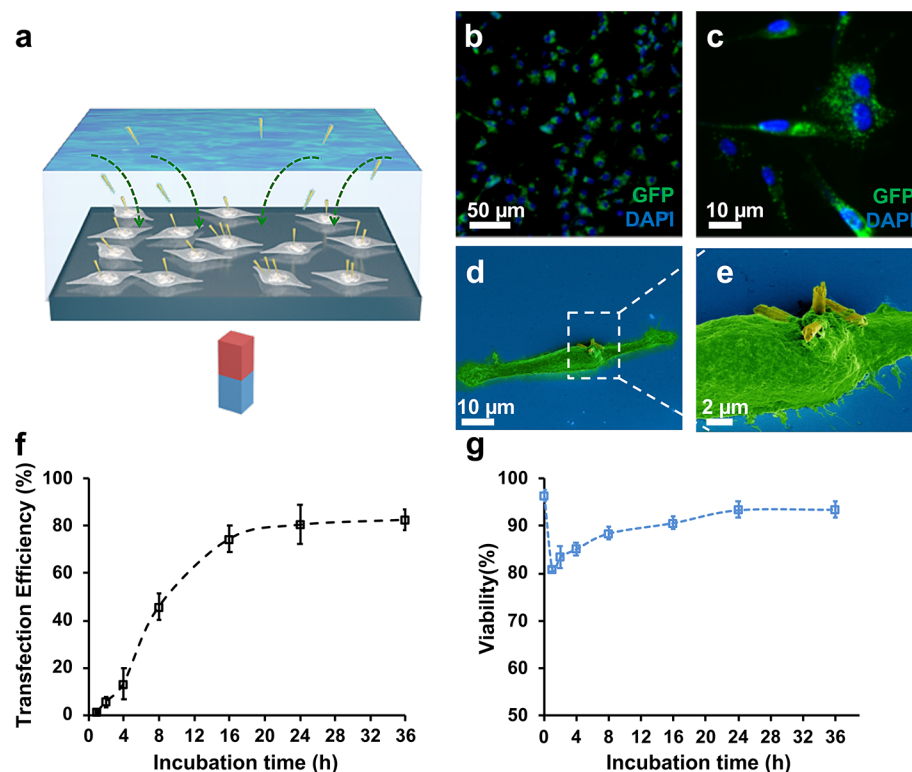 a
b
c
GFP
DAPI
50 µm
GFP
DAPI
10 µm
d
e
10 µm
2 µm
f
g
Transfection Efficiency (%)
100
80
60
40
20
0
0 4 8 12 16 20 24 28 32 36
Incubation time (h)
Viability(%)
100
90
80
70
60
50
0 4 8 12 16 20 24 28 32 36
Incubation time (h)